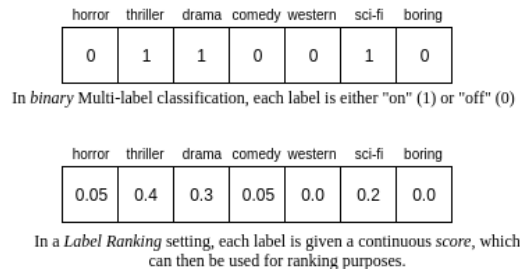 horror thriller drama comedy western sci-fi boring
0 1 1 0 0 1 0
In binary Multi-label classification, each label is either "on" (1) or "off" (0)
horror thriller drama comedy western sci-fi boring
0.05 0.4 0.3 0.05 0.0 0.2 0.0
In a Label Ranking setting, each label is given a continuous score, which
can then be used for ranking purposes.